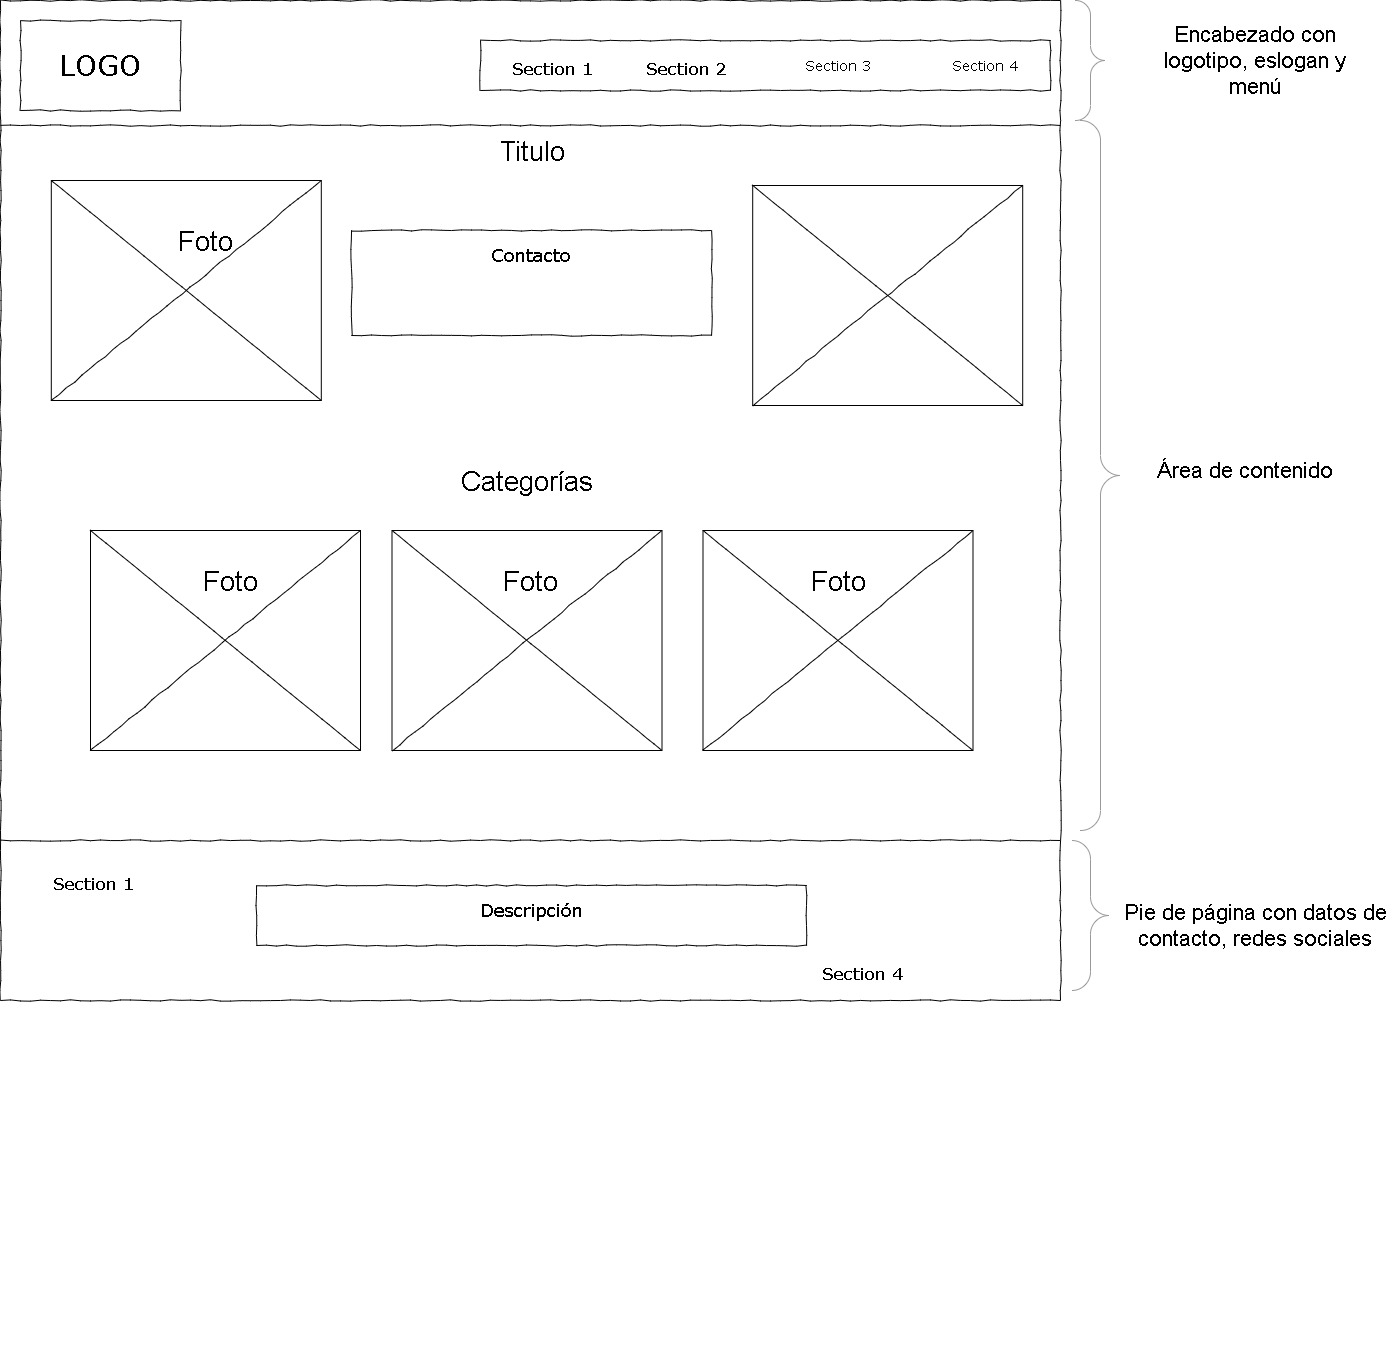 LOGO
Section 1
Section 2
Section 3
Section 4
Encabezado con
logotipo, eslogan y
menú
Titulo
Foto
Contacto
Categorías
Área de contenido
Foto
Foto
Foto
Section 1
Descripción
Section 4
Pie de página con datos de
contacto, redes sociales